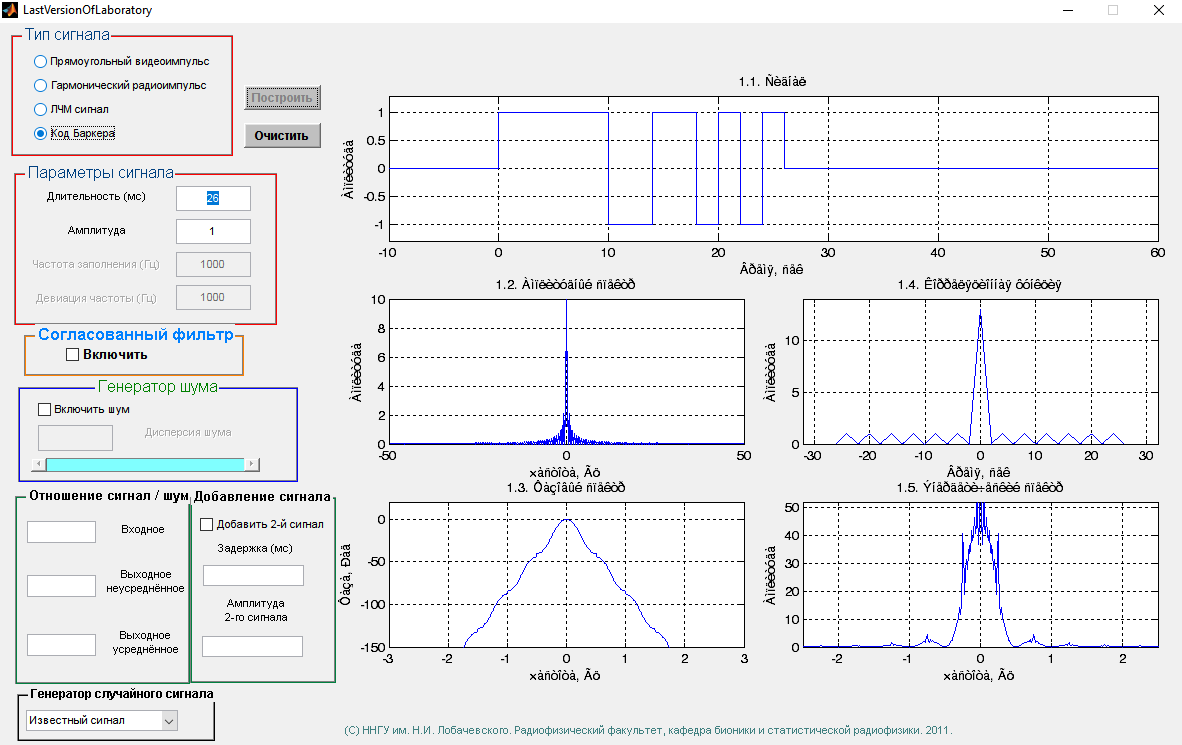 LastVersionOfLaboratory
Тип сигнала
Прямоугольный видеоимпульс
Гармонический радиоимпульс
ЛЧМ сигнал
Код Баркера
Построить
Очистить
Параметры сигнала
Длительность (мс)
26
Амплитуда
1
Частота заполнения (Гц)
1000
Девиация частоты (Гц)
1000
Согласованный фильтр
Включить
Генератор шума
Включить шум
Дисперсия шума
Отношение сигнал / шум
Входное
Выходное
неусреднённое
Выходное
усреднённое
Добавление сигнала
Добавить 2-й сигнал
Задержка (мс)
Амплитуда
2-го сигнала
Генератор случайного сигнала
Известный сигнал
1.1. Ñèãíàë
Àìïëèòóäà
1
0.5
0
-0.5
-1
-10 0 10 20 30 40 50 60
Âðåìÿ, ñåê
1.2. Àìïëèòóäíûé ñïåêòð
Àìïëèòóäà
10
8
6
4
2
0
-50 0 50
×àñòîòà, Ãö
1.4. Êîððåëÿöèîííàÿ ôóíêöèÿ
Àìïëèòóäà
10
5
0
-30 -20 -10 0 10 20 30
Âðåìÿ, ñåê
1.3. Ôàçîâûé ñïåêòð
Ôàçà, Ðàä
0
-50
-100
-150
-3 -2 -1 0 1 2 3
×àñòîòà, Ãö
1.5. Ýíåðãåòè÷åñêèé ñïåêòð
Àìïëèòóäà
50
40
30
20
10
0
-2 -1 0 1 2
×àñòîòà, Ãö
(С) ННГУ им. Н.И. Лобачевского. Радиофизический факультет, кафедра бионики и статистической радиофизики. 2011.